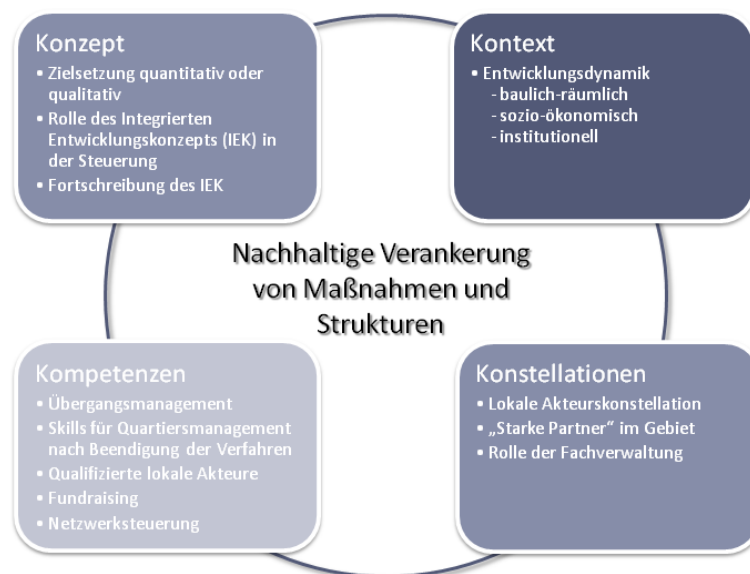 Konzept
• Zielsetzung quantitativ oder
qualitativ
• Rolle des Integrierten
Entwicklungskonzepts (IEK) in
der Steuerung
• Fortschreibung des IEK
Kontext
• Entwicklungsdynamik
- baulich-räumlich
- sozio-ökonomisch
- institutionell
Nachhaltige Verankerung
von Maßnahmen und
Strukturen
Kompetenzen
• Übergangsmanagement
• Skills für Quartiersmanagement
nach Beendigung der Verfahren
• Qualifizierte lokale Akteure
• Fundraising
• Netzwerksteuerung
Konstellationen
• Lokale Akteurskonstellation
• „Starke Partner“ im Gebiet
• Rolle der Fachverwaltung